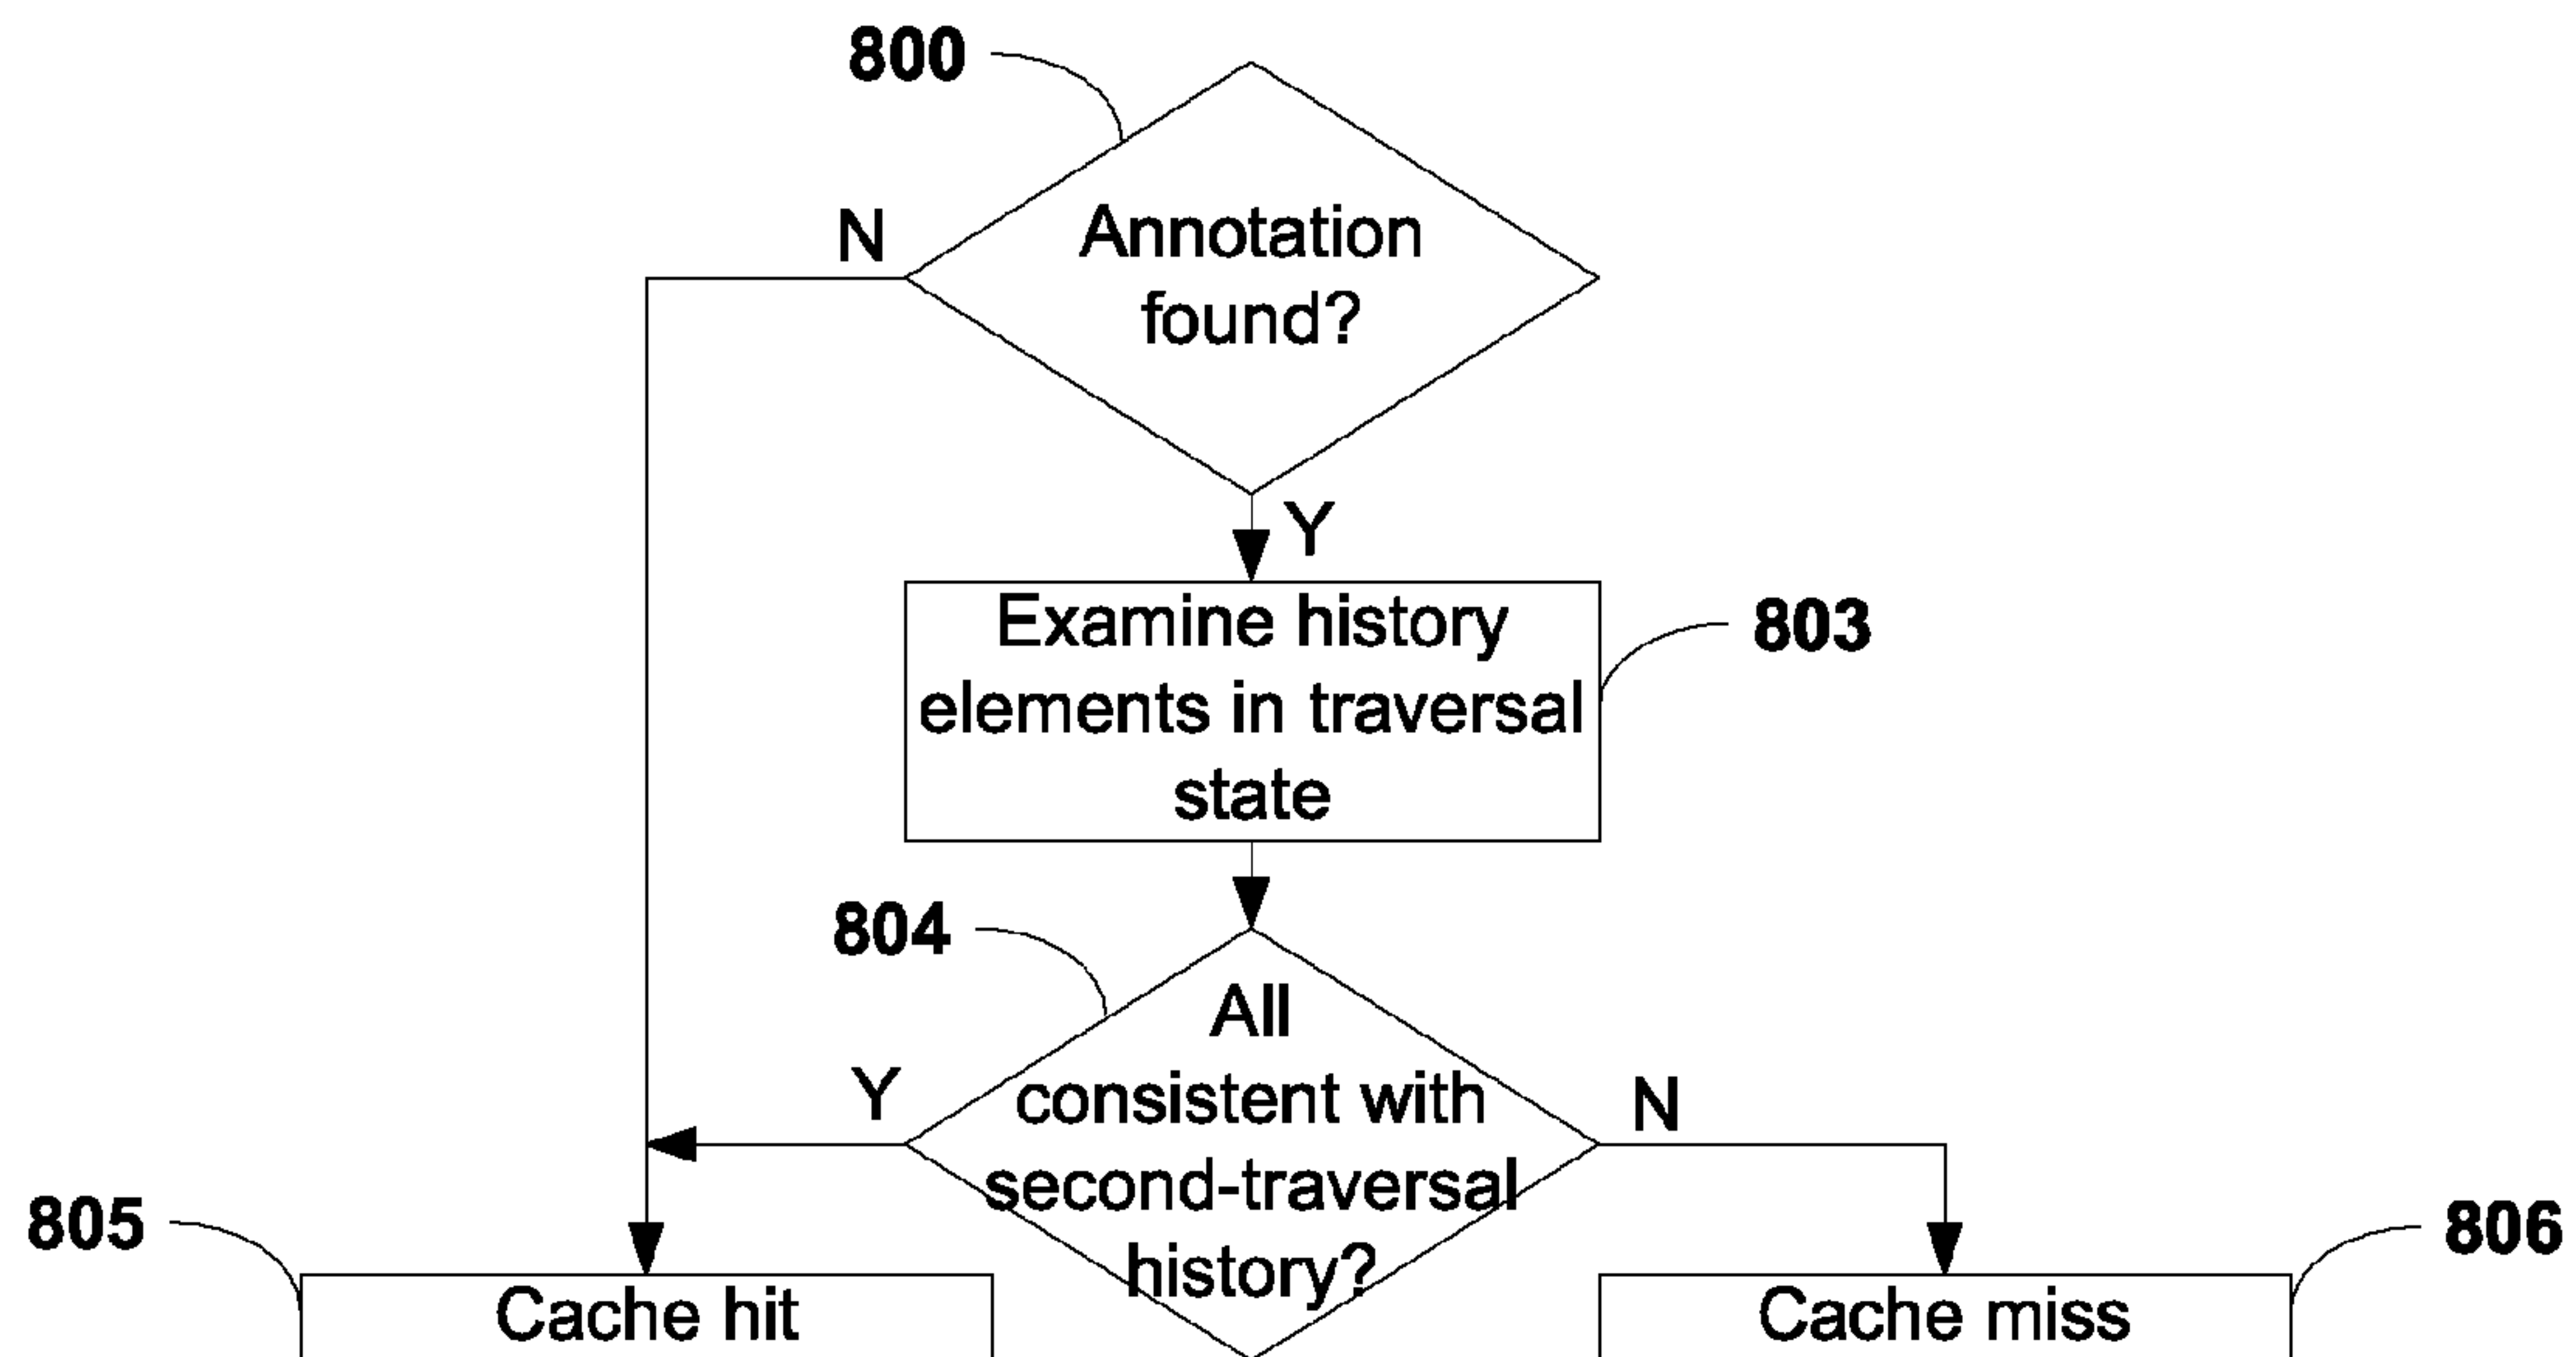 800
N
Annotation
found?
Y
Examine history
elements in traversal
state
803
804
All
consistent with
second-traversal
history?
Y
N
805
Cache hit
806
Cache miss